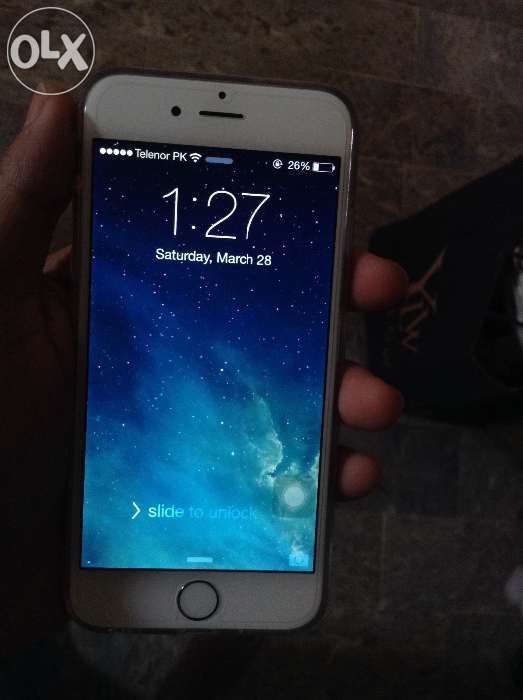 OLX
Telenor PK 26%
1:27
Saturday, March 28
> slide to unlock